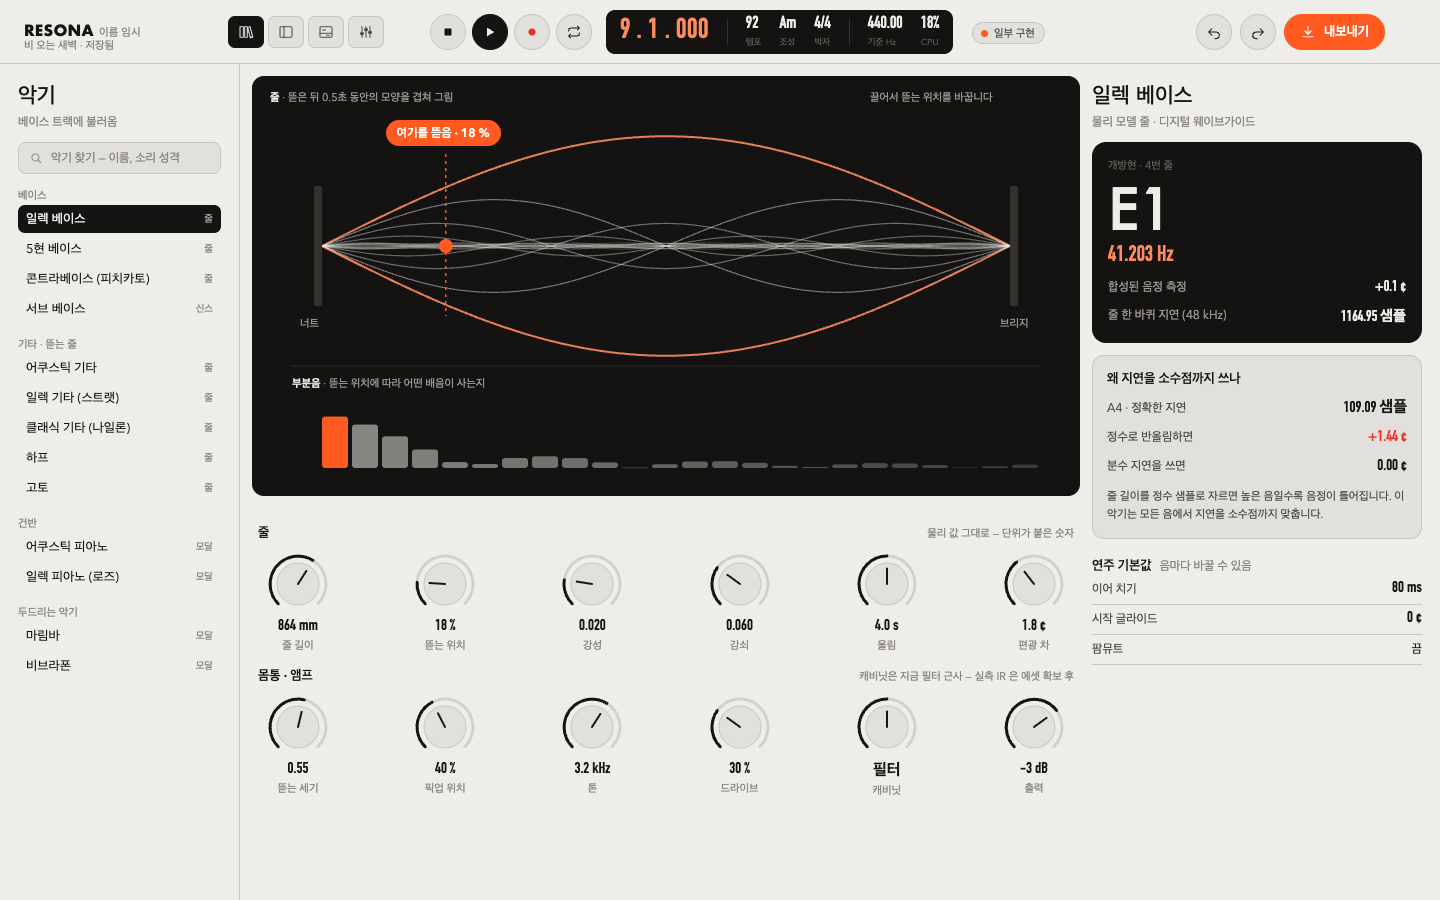 RESONA 이름 임시
비 오는 새벽 · 저장됨
9.1.000
92 Am 4/4 440.00 18%
템포 조성 박자 기준 Hz CPU
일부 구현
내보내기
악기
베이스 트랙에 불러옴
악기 찾기 – 이름, 소리 성격
베이스
일렉 베이스 줄
5현 베이스 줄
콘트라베이스 (피치카토) 줄
서브 베이스 신스
기타 · 뜯는 줄
어쿠스틱 기타 줄
일렉 기타 (스트랫) 줄
클래식 기타 (나일론) 줄
하프 줄
고토 줄
건반
어쿠스틱 피아노 모달
일렉 피아노 (로즈) 모달
두드리는 악기
마림바 모달
비브라폰 모달
줄 · 뜯은 뒤 0.5초 동안의 모양을 겹쳐 그림
끌어서 뜯는 위치를 바꿉니다
여기를 뜯음 · 18 %
너트
브리지
부분음 · 뜯는 위치에 따라 어떤 배음이 사는지
줄
물리 값 그대로 – 단위가 붙은 숫자
864 mm 18 % 0.020 0.060 4.0 s 1.8 ¢
줄 길이 뜯는 위치 강성 감쇠 울림 편광 차
몸통 · 앰프
캐비닛은 지금 필터 근사 – 실측 IR 은 에셋 확보 후
0.55 40 % 3.2 kHz 30 % 필터 −3 dB
뜯는 세기 픽업 위치 톤 드라이브 캐비닛 출력
일렉 베이스
물리 모델 줄 · 디지털 웨이브가이드
개방현 · 4번 줄
E1
41.203 Hz
합성된 음정 측정 +0.1 ¢
줄 한 바퀴 지연 (48 kHz) 1164.95 샘플
왜 지연을 소수점까지 쓰나
A4 · 정확한 지연 109.09 샘플
정수로 반올림하면 +1.44 ¢
분수 지연을 쓰면 0.00 ¢
줄 길이를 정수 샘플로 자르면 높은 음일수록 음정이 틀어집니다. 이
악기는 모든 음에서 지연을 소수점까지 맞춥니다.
연주 기본값 음마다 바꿀 수 있음
이어 치기 80 ms
시작 글라이드 0 ¢
팜뮤트 끔